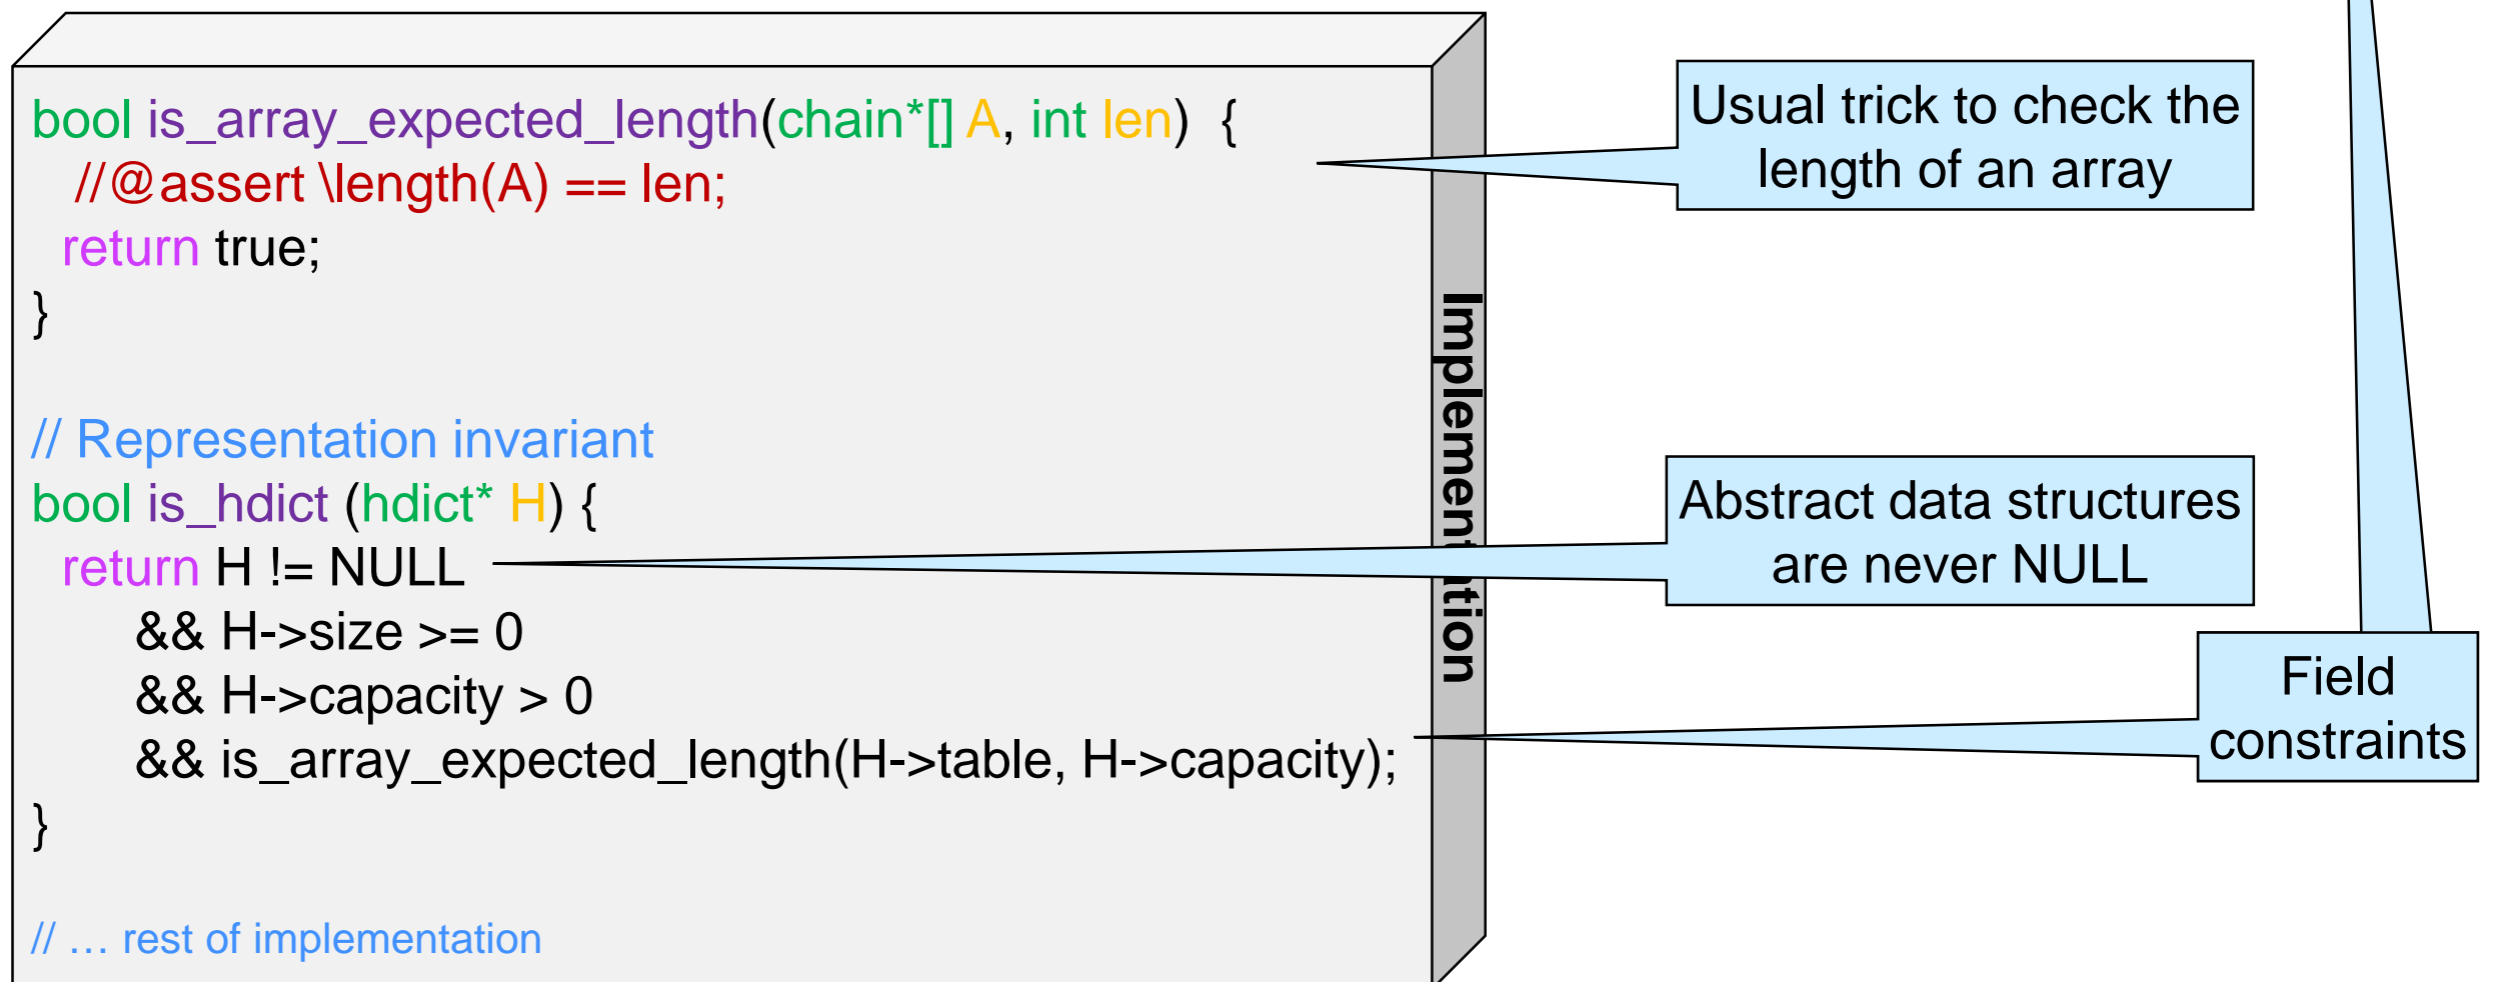 bool is_array_expected_length(chain*[] A, int len) {
//@assert \length(A) == len;
return true;
}
// Representation invariant
bool is_hdict (hdict* H) {
return H != NULL
&& H->size >= 0
&& H->capacity > 0
&& is_array_expected_length(H->table, H->capacity);
}
// … rest of implementation
Implementation
Usual trick to check the
length of an array
Abstract data structures
are never NULL
Field
constraints